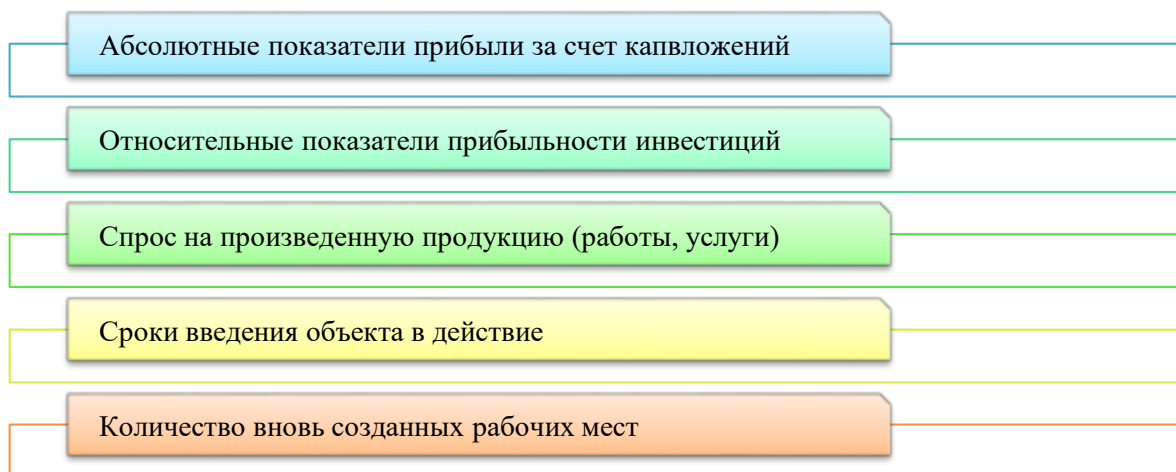 Абсолютные показатели прибыли за счет капвложений
Относительные показатели прибыльности инвестиций
Спрос на произведенную продукцию (работы, услуги)
Сроки введения объекта в действие
Количество вновь созданных рабочих мест